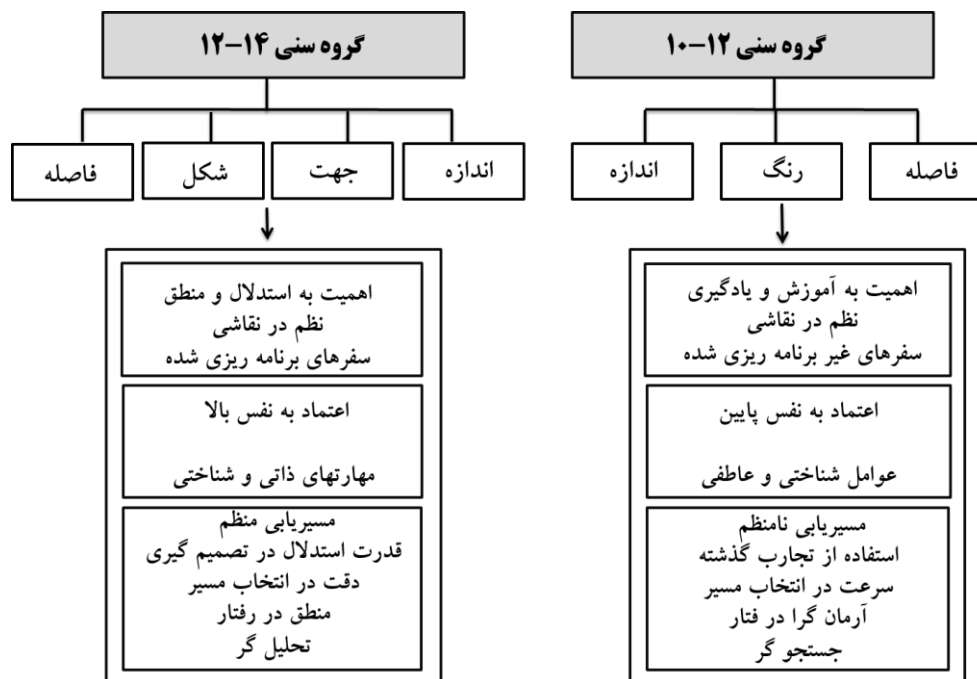 گروه سنی ۱۲-۱۰
فاصله
رنگ
اندازه
اهمیت به آموزش و یادگیری
نظم در نقاشی
سفرهای غیر برنامه ریزی شده
اعتماد به نفس پایین
عوامل شناختی و عاطفی
مسیریابی نامنظم
استفاده از تجارب گذشته
سرعت در انتخاب مسیر
آرمان گرا در فتار
جستجو گر
گروه سنی ۱۴-۱۲
اندازه
جهت
شکل
فاصله
اهمیت به استدلال و منطق
نظم در نقاشی
سفرهای برنامه ریزی شده
اعتماد به نفس بالا
مهارتهای ذاتی و شناختی
مسیریابی منظم
قدرت استدلال در تصمیم گیری
دقت در انتخاب مسیر
منطق در رفتار
تحلیل گر